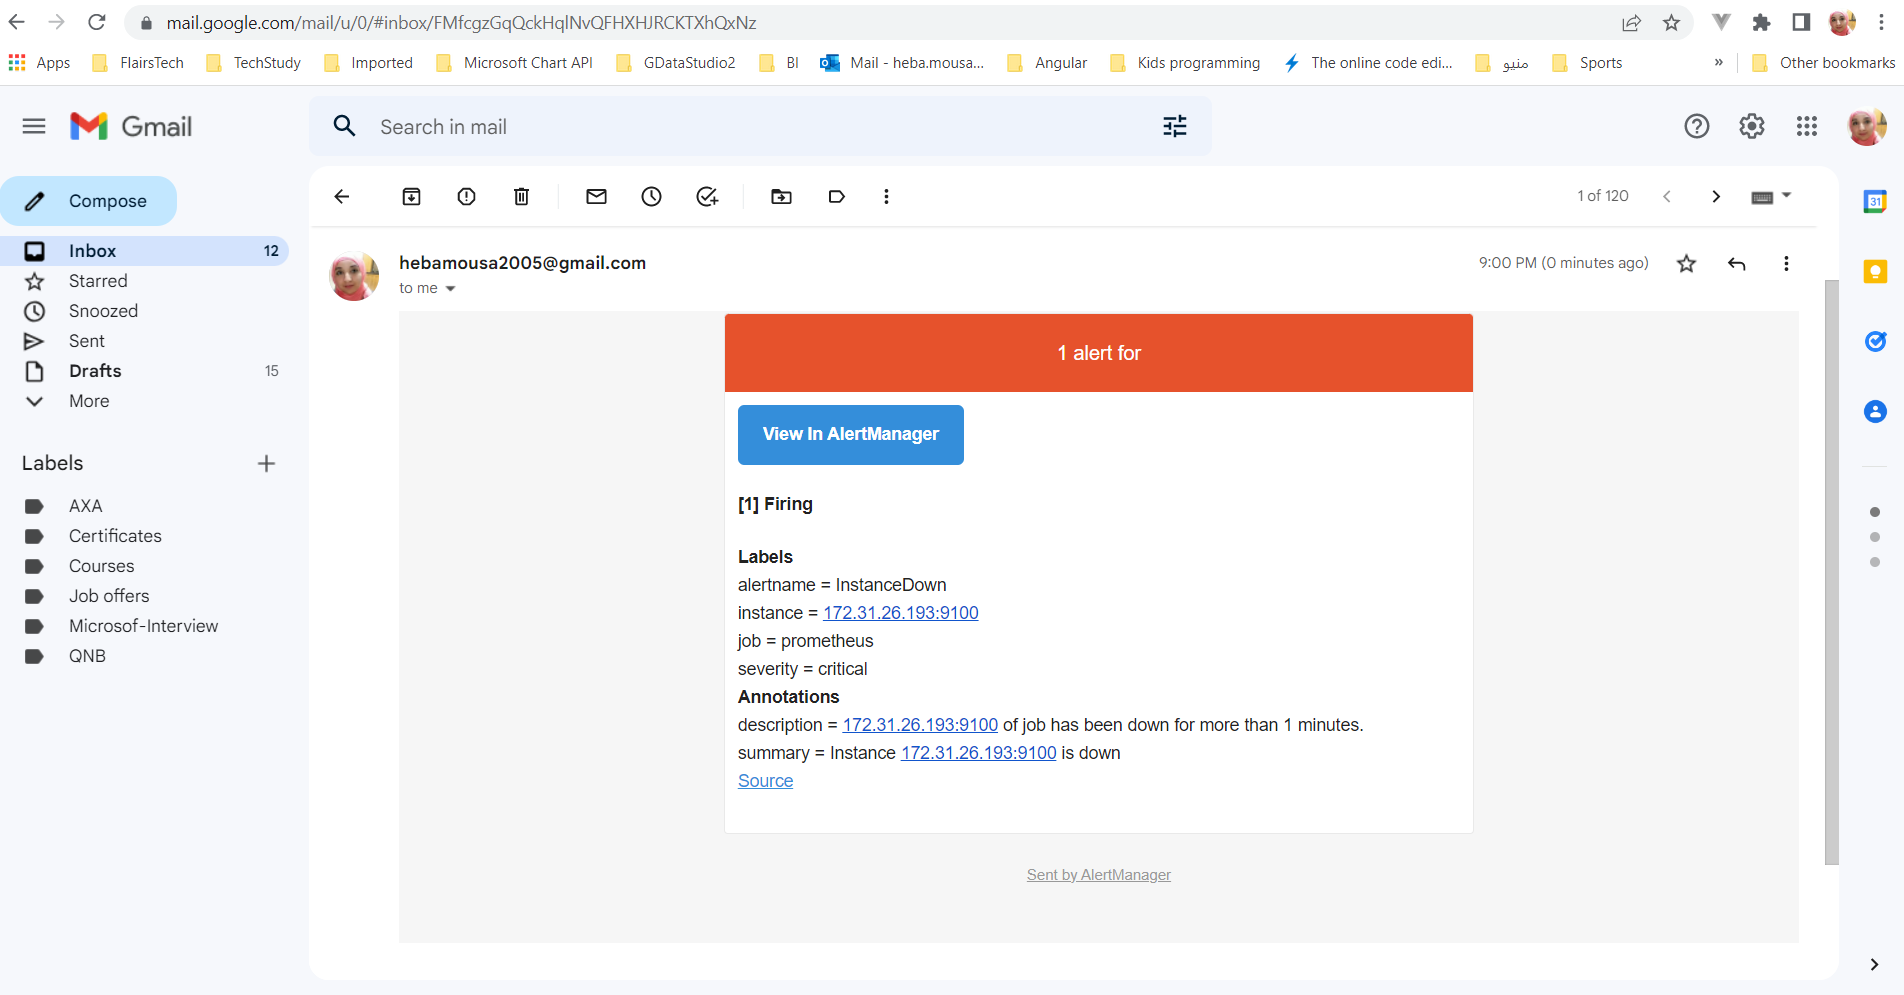 mail.google.com/mail/u/0/#inbox/FMfcgzGqQckHqlNvQFHXHJRCKTXhQxNz
Apps FlairsTech TechStudy Imported Microsoft Chart API GDataStudio2 BI Mail - heba.mousa... Angular Kids programming The online code edi... منيو Sports » Other bookmarks
Gmail
Search in mail
Compose
1 of 120
Inbox 12
Starred
Snoozed
Sent
Drafts 15
More
Labels
AXA
Certificates
Courses
Job offers
Microsof-Interview
QNB
hebamousa2005@gmail.com 9:00 PM (0 minutes ago)
to me
1 alert for
View In AlertManager
[1] Firing
Labels
alertname = InstanceDown
instance = 172.31.26.193:9100
job = prometheus
severity = critical
Annotations
description = 172.31.26.193:9100 of job has been down for more than 1 minutes.
summary = Instance 172.31.26.193:9100 is down
Source
Sent by AlertManager
31